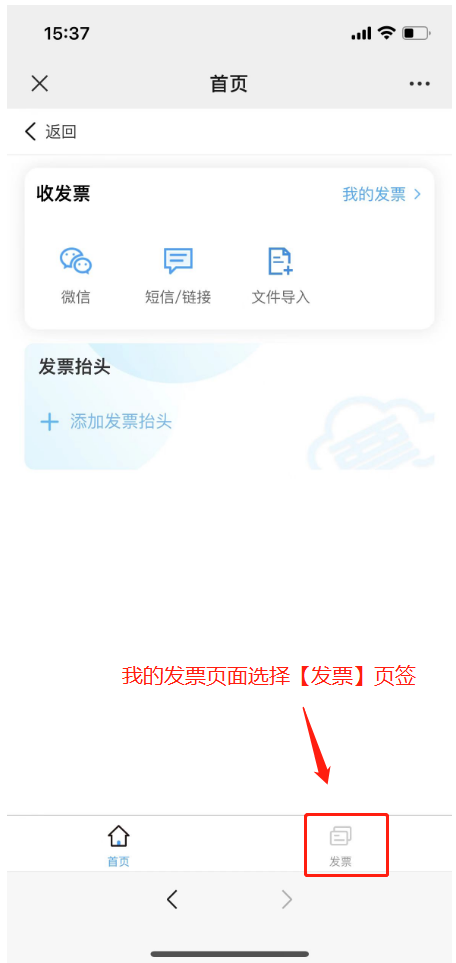 15:37
首页
返回
收发票
我的发票
微信
短信/链接
文件导入
发票抬头
添加发票抬头
我的发票页面选择【发票】页签
首页
发票